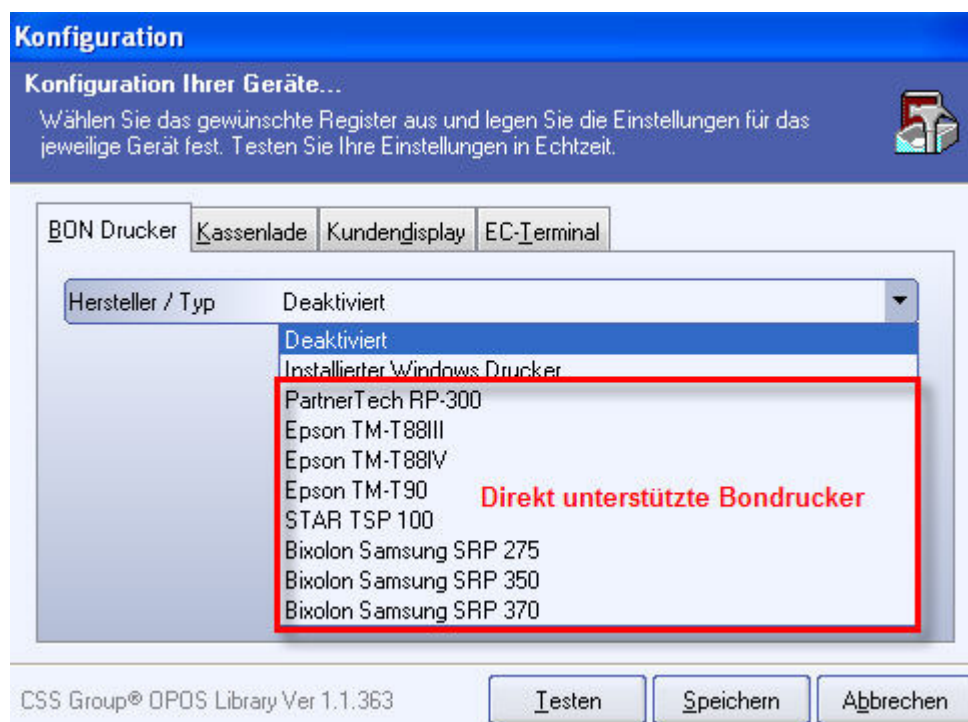 Konfiguration
Konfiguration Ihrer Geräte...
Wählen Sie das gewünschte Register aus und legen Sie die Einstellungen für das
jeweilige Gerät fest. Testen Sie Ihre Einstellungen in Echtzeit.
BON Drucker Kassenlade Kundendisplay EC-Terminal
Hersteller / Typ Deaktiviert
Deaktiviert
Installierter Windows Drucker
PartnerTech RP-300
Epson TM-T88III
Epson TM-T88IV
Epson TM-T90
Direkt unterstützte Bondrucker
STAR TSP 100
Bixolon Samsung SRP 275
Bixolon Samsung SRP 350
Bixolon Samsung SRP 370
CSS Group® OPOS Library Ver 1.1.363 Testen Speichern Abbrechen